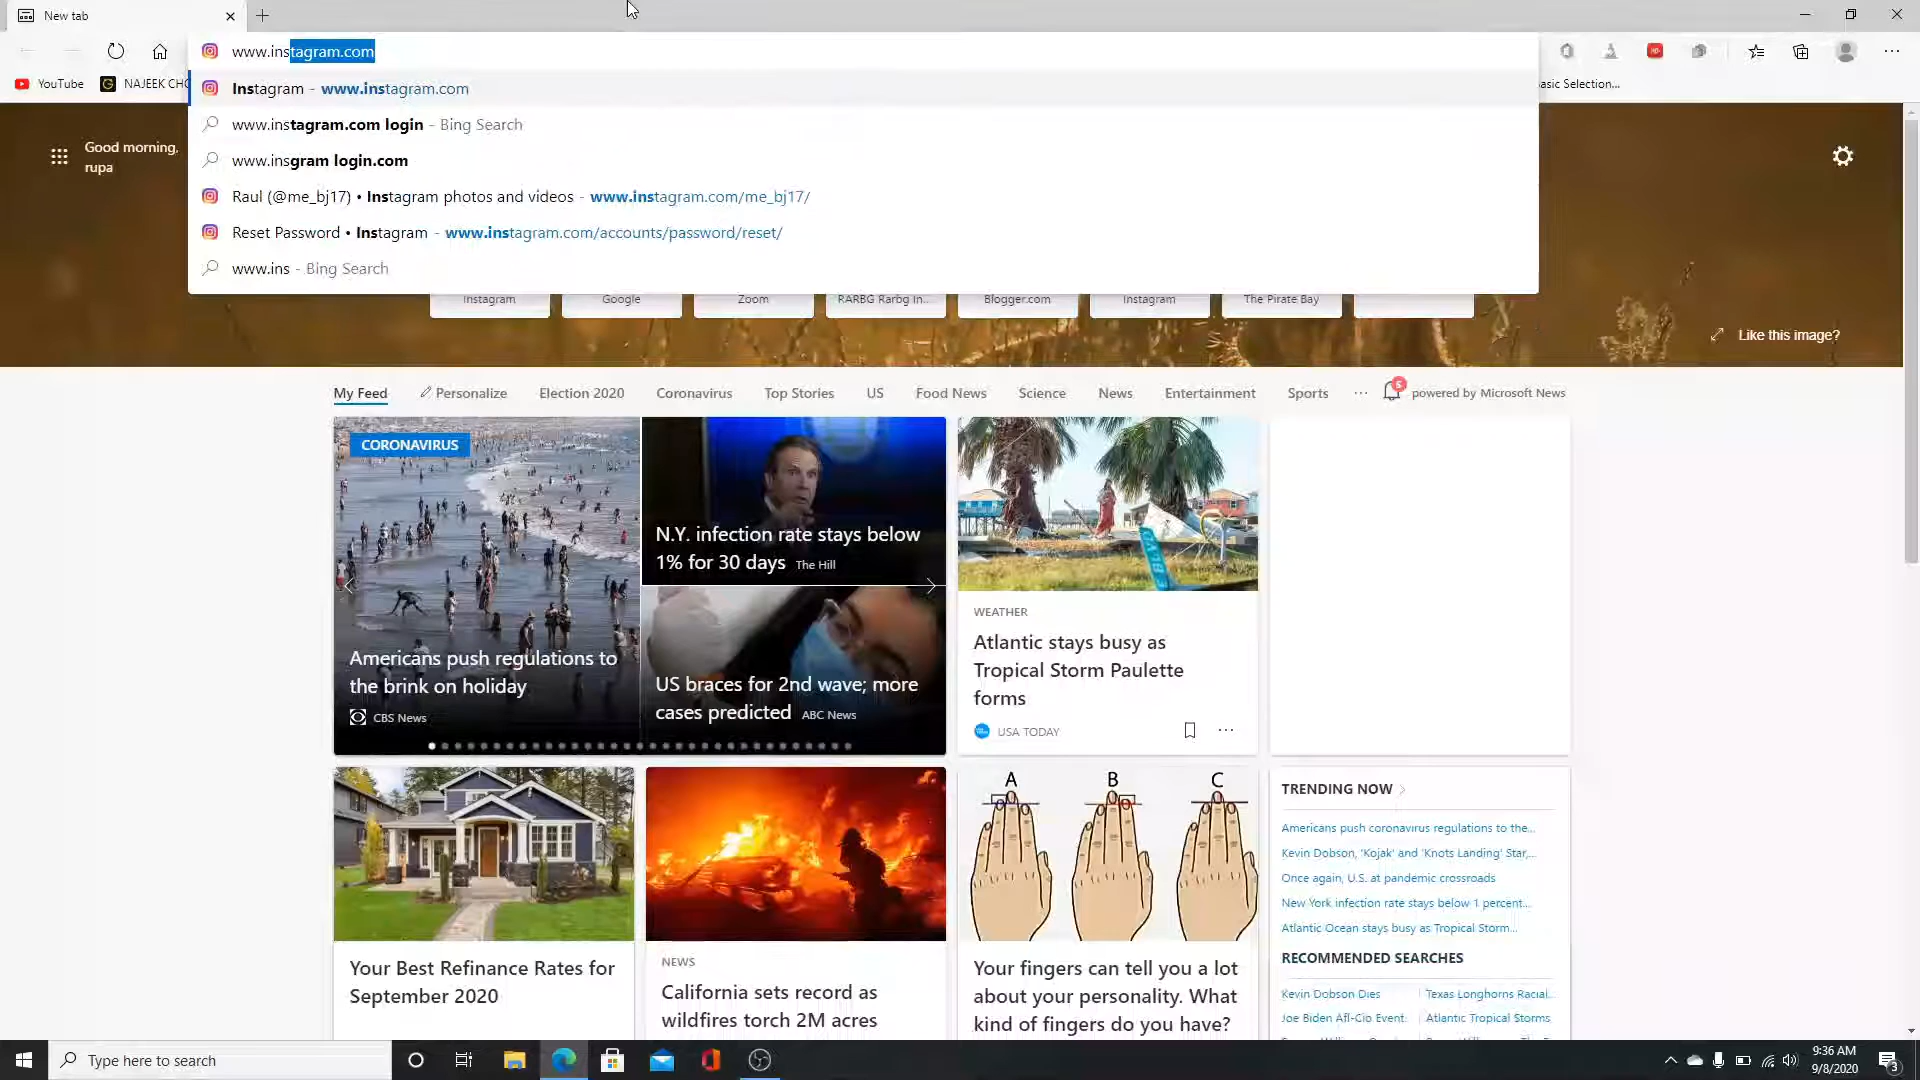 New tab
www.instagram.com
YouTube
NAJEEK CHO
asic Selection...
Instagram - www.instagram.com
www.instagram.com login - Bing Search
www.insgram login.com
Raul (@me_bj17) • Instagram photos and videos - www.instagram.com/me_bj17/
Reset Password • Instagram - www.instagram.com/accounts/password/reset/
www.ins - Bing Search
Good morning,
rupa
Instagram
Google
Zoom
RARBG Rarbg In...
Blogger.com
Instagram
The Pirate Bay
Like this image?
My Feed
Personalize
Election 2020
Coronavirus
Top Stories
US
Food News
Science
News
Entertainment
Sports
...
5
powered by Microsoft News
CORONAVIRUS
Americans push regulations to
the brink on holiday
CBS News
N.Y. infection rate stays below
1% for 30 days The Hill
US braces for 2nd wave; more
cases predicted ABC News
WEATHER
Atlantic stays busy as
Tropical Storm Paulette
forms
USA TODAY
Your Best Refinance Rates for
September 2020
NEWS
California sets record as
wildfires torch 2M acres
A B C
Your fingers can tell you a lot
about your personality. What
kind of fingers do you have?
TRENDING NOW
Americans push coronavirus regulations to the...
Kevin Dobson, 'Kojak' and 'Knots Landing' Star,...
Once again, U.S. at pandemic crossroads
New York infection rate stays below 1 percent...
Atlantic Ocean stays busy as Tropical Storm...
RECOMMENDED SEARCHES
Kevin Dobson Dies
Texas Longhorns Racial...
Joe Biden Afl-Cio Event.
Atlantic Tropical Storms
Type here to search
9:36 AM
9/8/2020
3